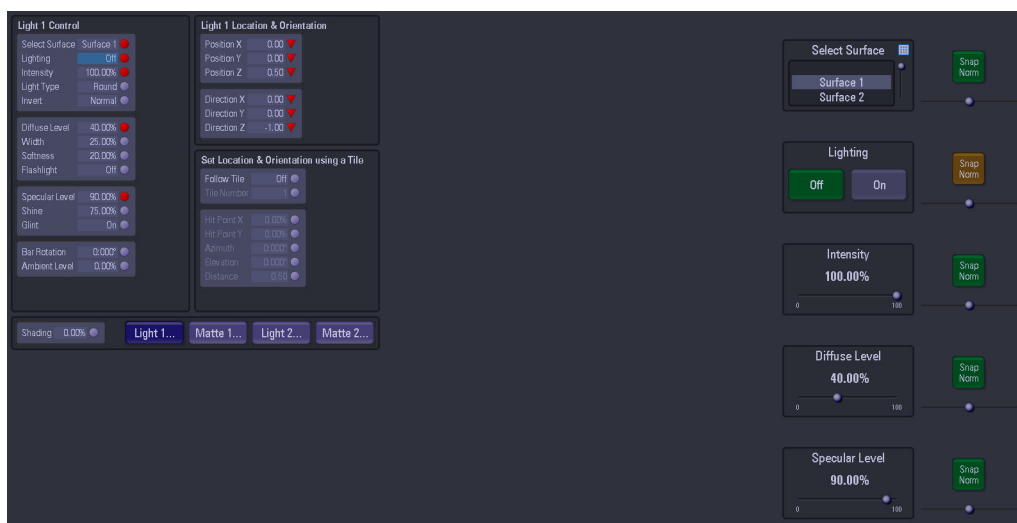 Light 1 Control
Select Surface Surface 1
Lighting Off
Intensity 100.00%
Light Type Round
Invert Normal
Diffuse Level 40.00%
Width 25.00%
Softness 20.00%
Flashlight Off
Specular Level 90.00%
Shine 75.00%
Glint On
Bar Rotation 0.000°
Ambient Level 0.00%
Light 1 Location & Orientation
Position X 0.00
Position Y 0.00
Position Z 0.50
Direction X 0.00
Direction Y 0.00
Direction Z -1.00
Set Location & Orientation using a Tile
Follow Tile Off
Tile Number 1
Hit Point X 0.00%
Hit Point Y 0.00%
Azimuth 0.000°
Elevation 0.000°
Distance 0.50
Shading 0.00%
Light 1...
Matte 1...
Light 2...
Matte 2...
Select Surface
Surface 1
Surface 2
Snap
Norm
Lighting
Off On
Snap
Norm
Intensity
100.00%
0 100
Snap
Norm
Diffuse Level
40.00%
0 100
Snap
Norm
Specular Level
90.00%
0 100
Snap
Norm